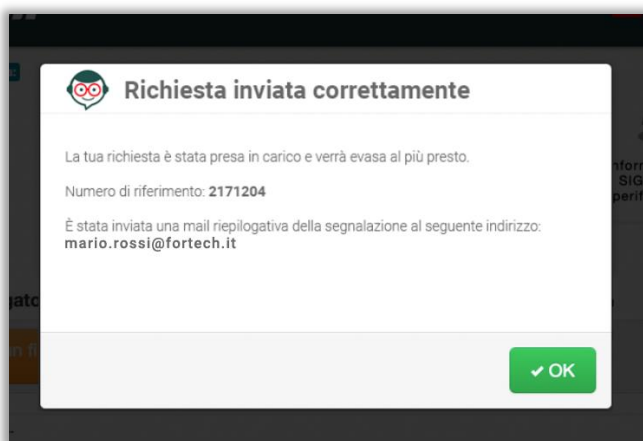 Richiesta inviata correttamente
La tua richiesta è stata presa in carico e verrà evasa al più presto.
Numero di riferimento: 2171204
È stata inviata una mail riepilogativa della segnalazione al seguente indirizzo:
mario.rossi@fortech.it
OK